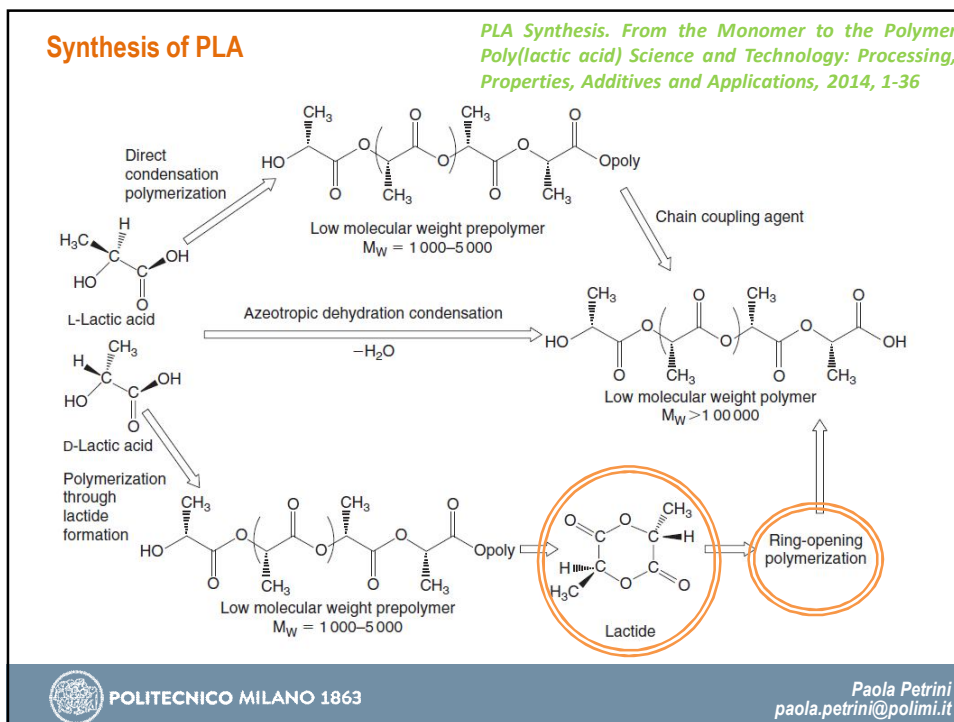 Synthesis of PLA
PLA Synthesis. From the Monomer to the Polymer
Poly(lactic acid) Science and Technology: Processing,
Properties, Additives and Applications, 2014, 1-36
Direct
condensation
polymerization
CH3
O
O
CH3
O
O
HO
O
CH3
O
O
O
CH3
Opoly
Low molecular weight prepolymer
MW = 1 000–5 000
Chain coupling agent
H
H3C
C
C
OH
HO
O
L-Lactic acid
Azeotropic dehydration condensation
−H2O
CH3
O
O
CH3
O
O
HO
O
CH3
O
O
O
CH3
OH
Low molecular weight polymer
MW >1 00 000
CH3
H
C
C
OH
HO
O
D-Lactic acid
Polymerization
through
lactide
formation
CH3
O
O
CH3
O
O
HO
O
CH3
O
O
O
CH3
Opoly
Low molecular weight prepolymer
MW = 1 000–5 000
O
O
CH3
C
C
H
H
C
C
H3C
O
O
Lactide
Ring-opening
polymerization
POLITECNICO MILANO 1863
Paola Petrini
paola.petrini@polimi.it